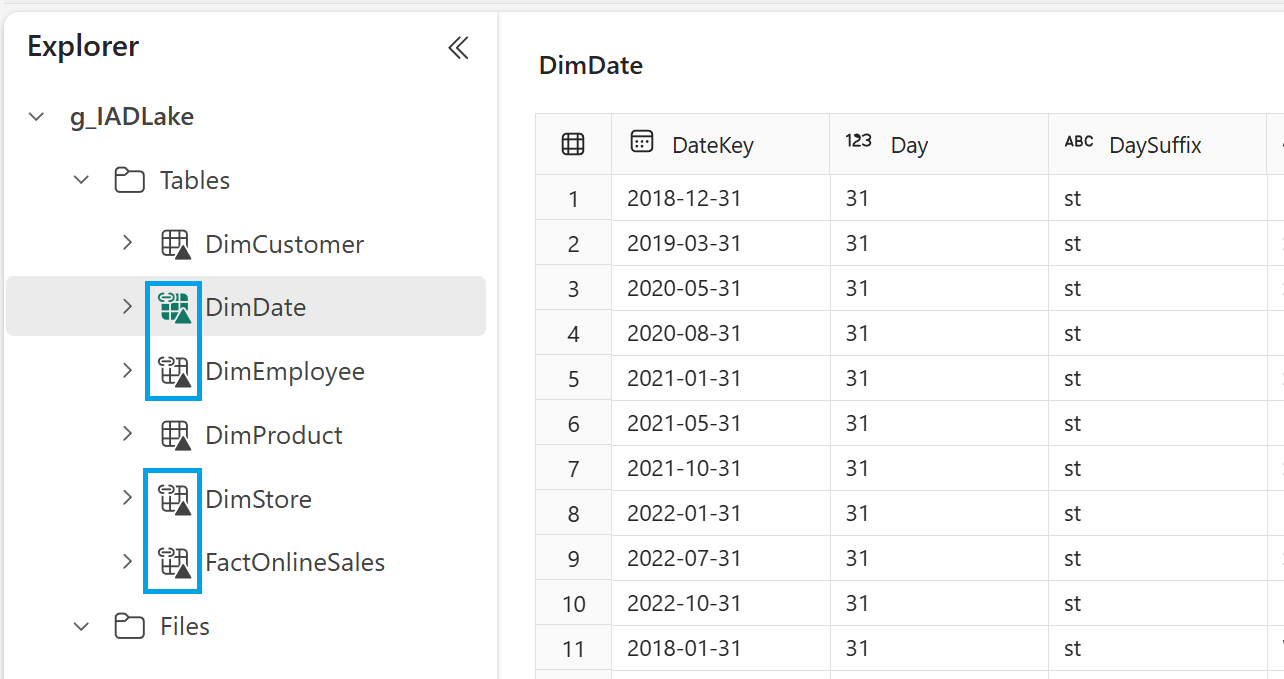 Explorer
g_IADLake
Tables
DimCustomer
DimDate
DimEmployee
DimProduct
DimStore
FactOnlineSales
Files
DimDate
DateKey 123 Day ABC DaySuffix
1 2018-12-31 31 st
2 2019-03-31 31 st
3 2020-05-31 31 st
4 2020-08-31 31 st
5 2021-01-31 31 st
6 2021-05-31 31 st
7 2021-10-31 31 st
8 2022-01-31 31 st
9 2022-07-31 31 st
10 2022-10-31 31 st
11 2018-01-31 31 st